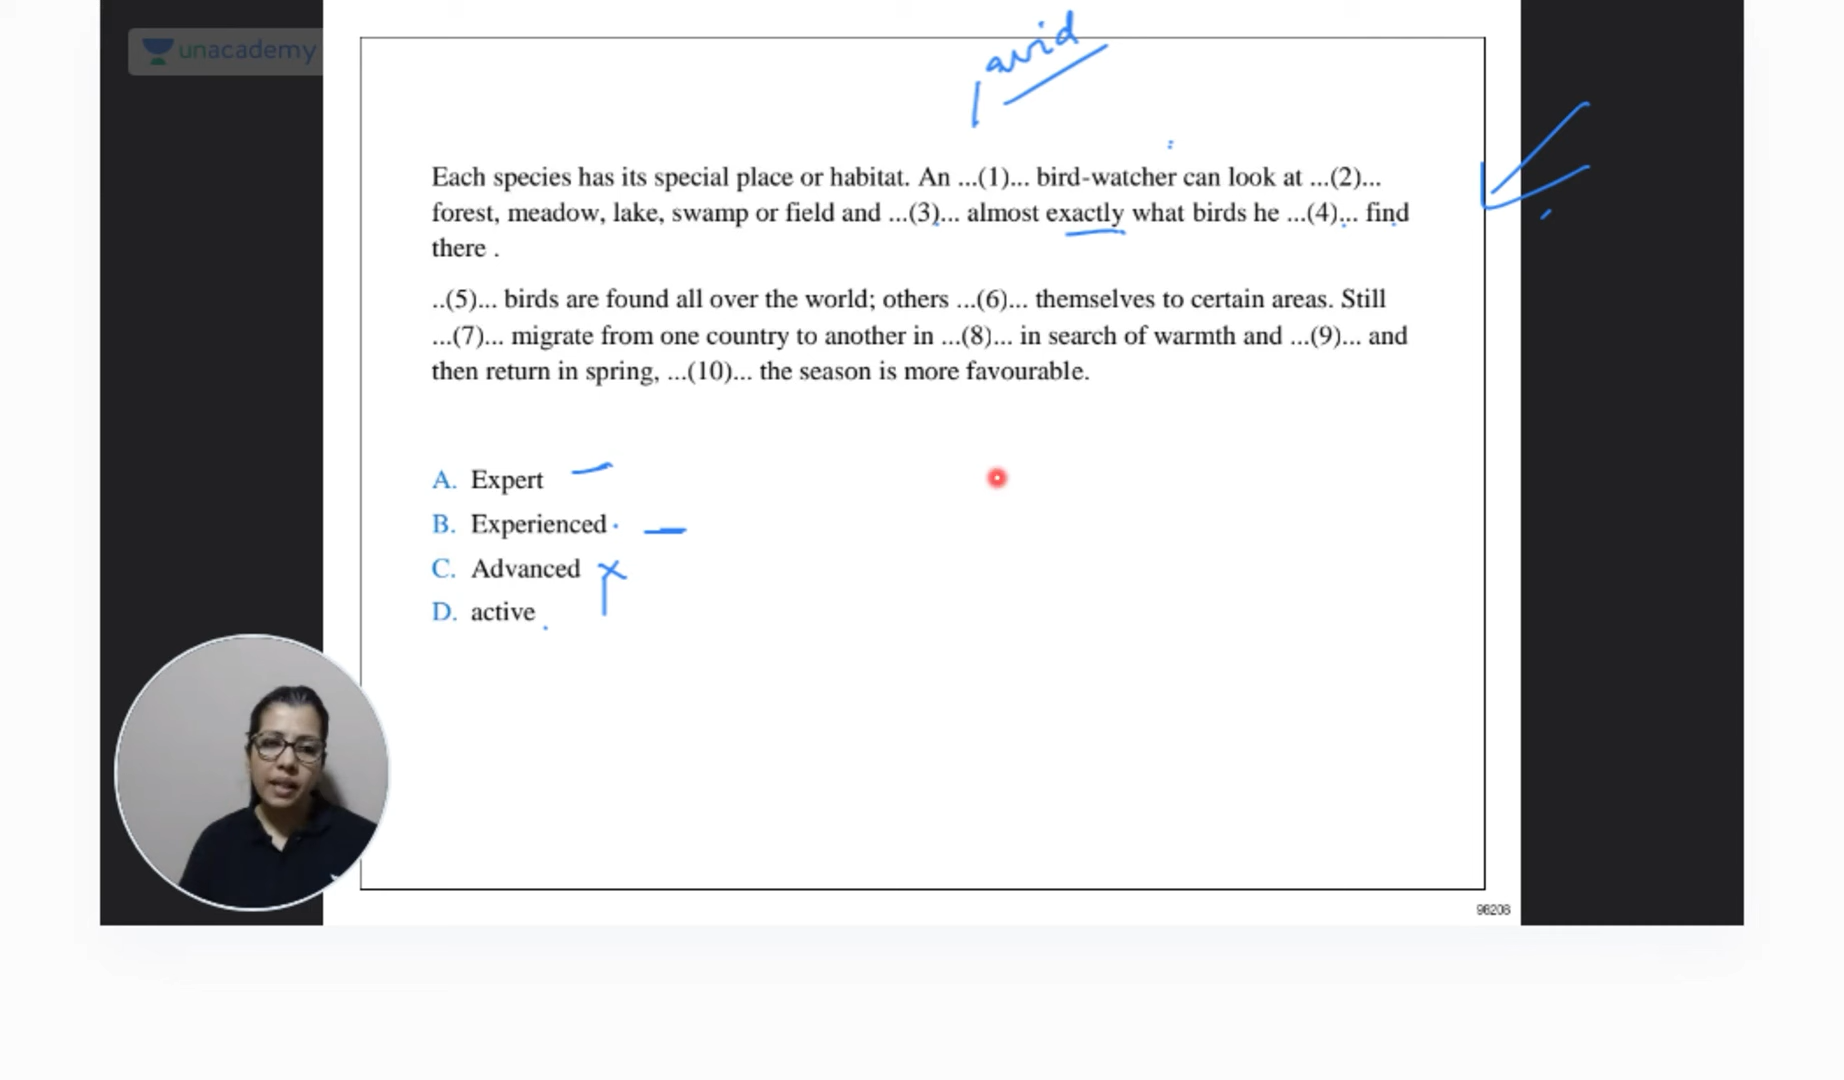 unacademy
avid
Each species has its special place or habitat. An ...(1)... bird-watcher can look at ...(2)...
forest, meadow, lake, swamp or field and ...(3)... almost exactly what birds he ...(4)... find
there .
..(5)... birds are found all over the world; others ...(6)... themselves to certain areas. Still
...(7)... migrate from one country to another in ...(8)... in search of warmth and ...(9)... and
then return in spring, ...(10)... the season is more favourable.
A. Expert
B. Experienced
C. Advanced
D. active
98208